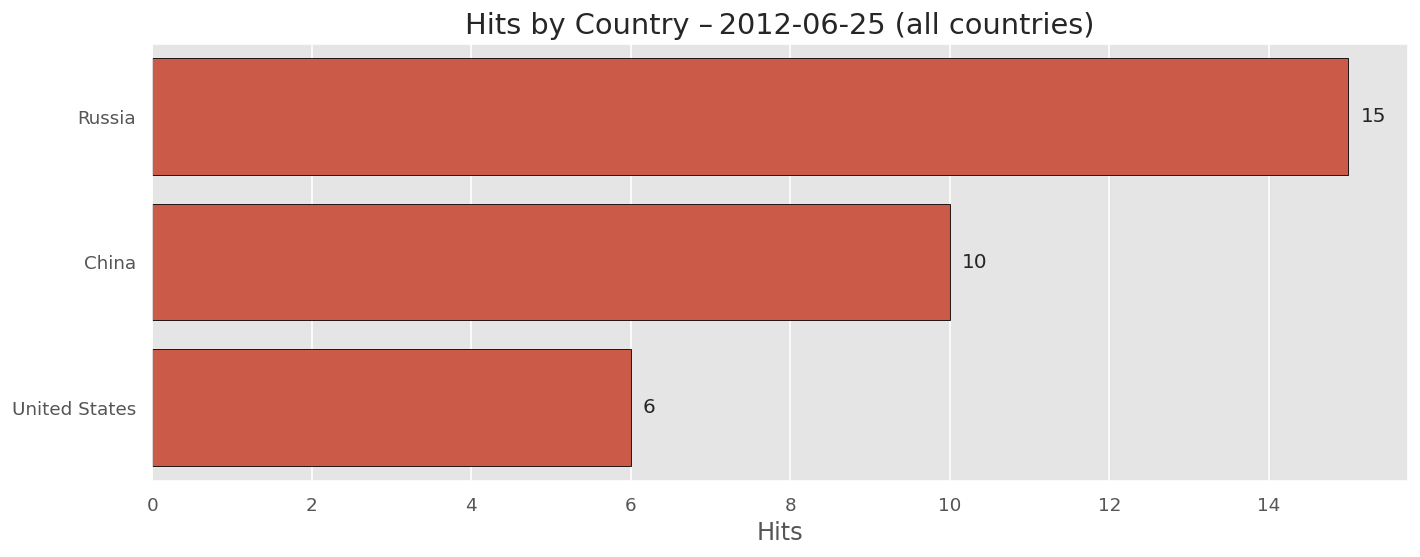 Hits by Country – 2012-06-25 (all countries)
Russia
15
China
10
United States
6
0 2 4 6 8 10 12 14
Hits